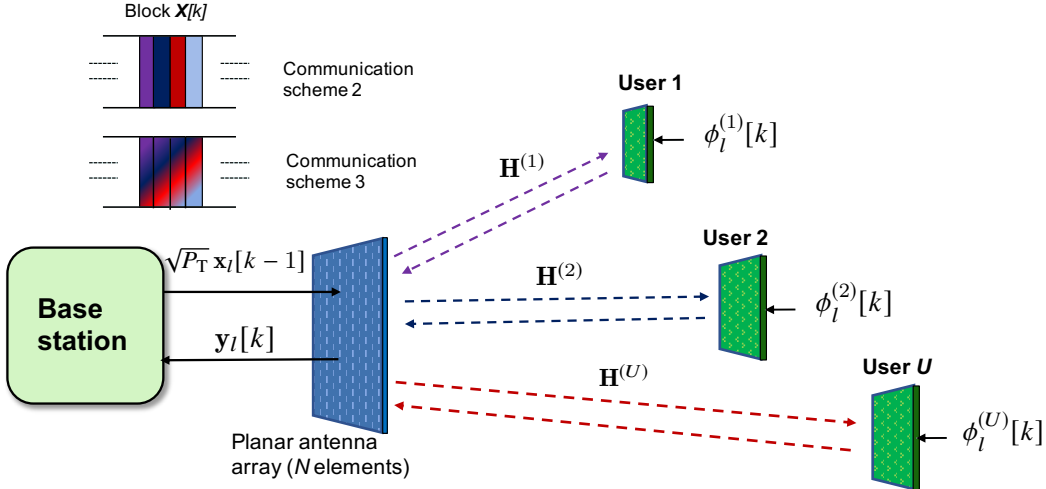 Block X[k]
Communication
scheme 2
Communication
scheme 3
User 1
ϕ_l^{(1)}[k]
H^{(1)}
√P_T x_l[k − 1]
Base
station
y_l[k]
User 2
H^{(2)}
ϕ_l^{(2)}[k]
H^{(U)}
User U
ϕ_l^{(U)}[k]
Planar antenna
array (N elements)